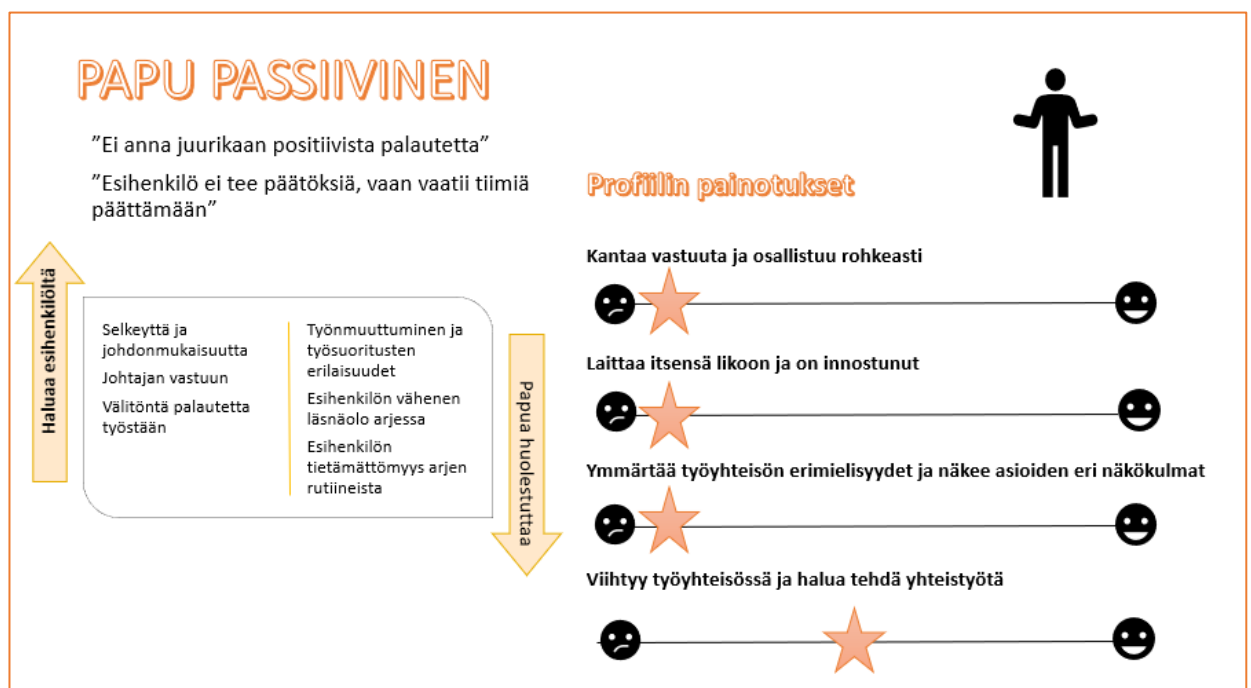 PAPU PASSIIVINEN
”Ei anna juurikaan positiivista palautetta”
”Esihenkilö ei tee päätöksiä, vaan vaatii tiimiä
päättämään”
Haluaa esihenkilöltä
Selkeyttä ja
johdonmukaisuutta
Johtajan vastuun
Välitöntä palautetta
työstään
Työnmuuttuminen ja
työsuoritusten
erilaisuudet
Esihenkilön vähenen
läsnäolo arjessa
Esihenkilön
tietämättömyys arjen
rutiineista
Papua huolestuttaa
Profiilin painotukset
Kantaa vastuuta ja osallistuu rohkeasti
Laittaa itsensä likoon ja on innostunut
Ymmärtää työyhteisön erimielisyydet ja näkee asioiden eri näkökulmat
Viihtyy työyhteisössä ja halua tehdä yhteistyötä